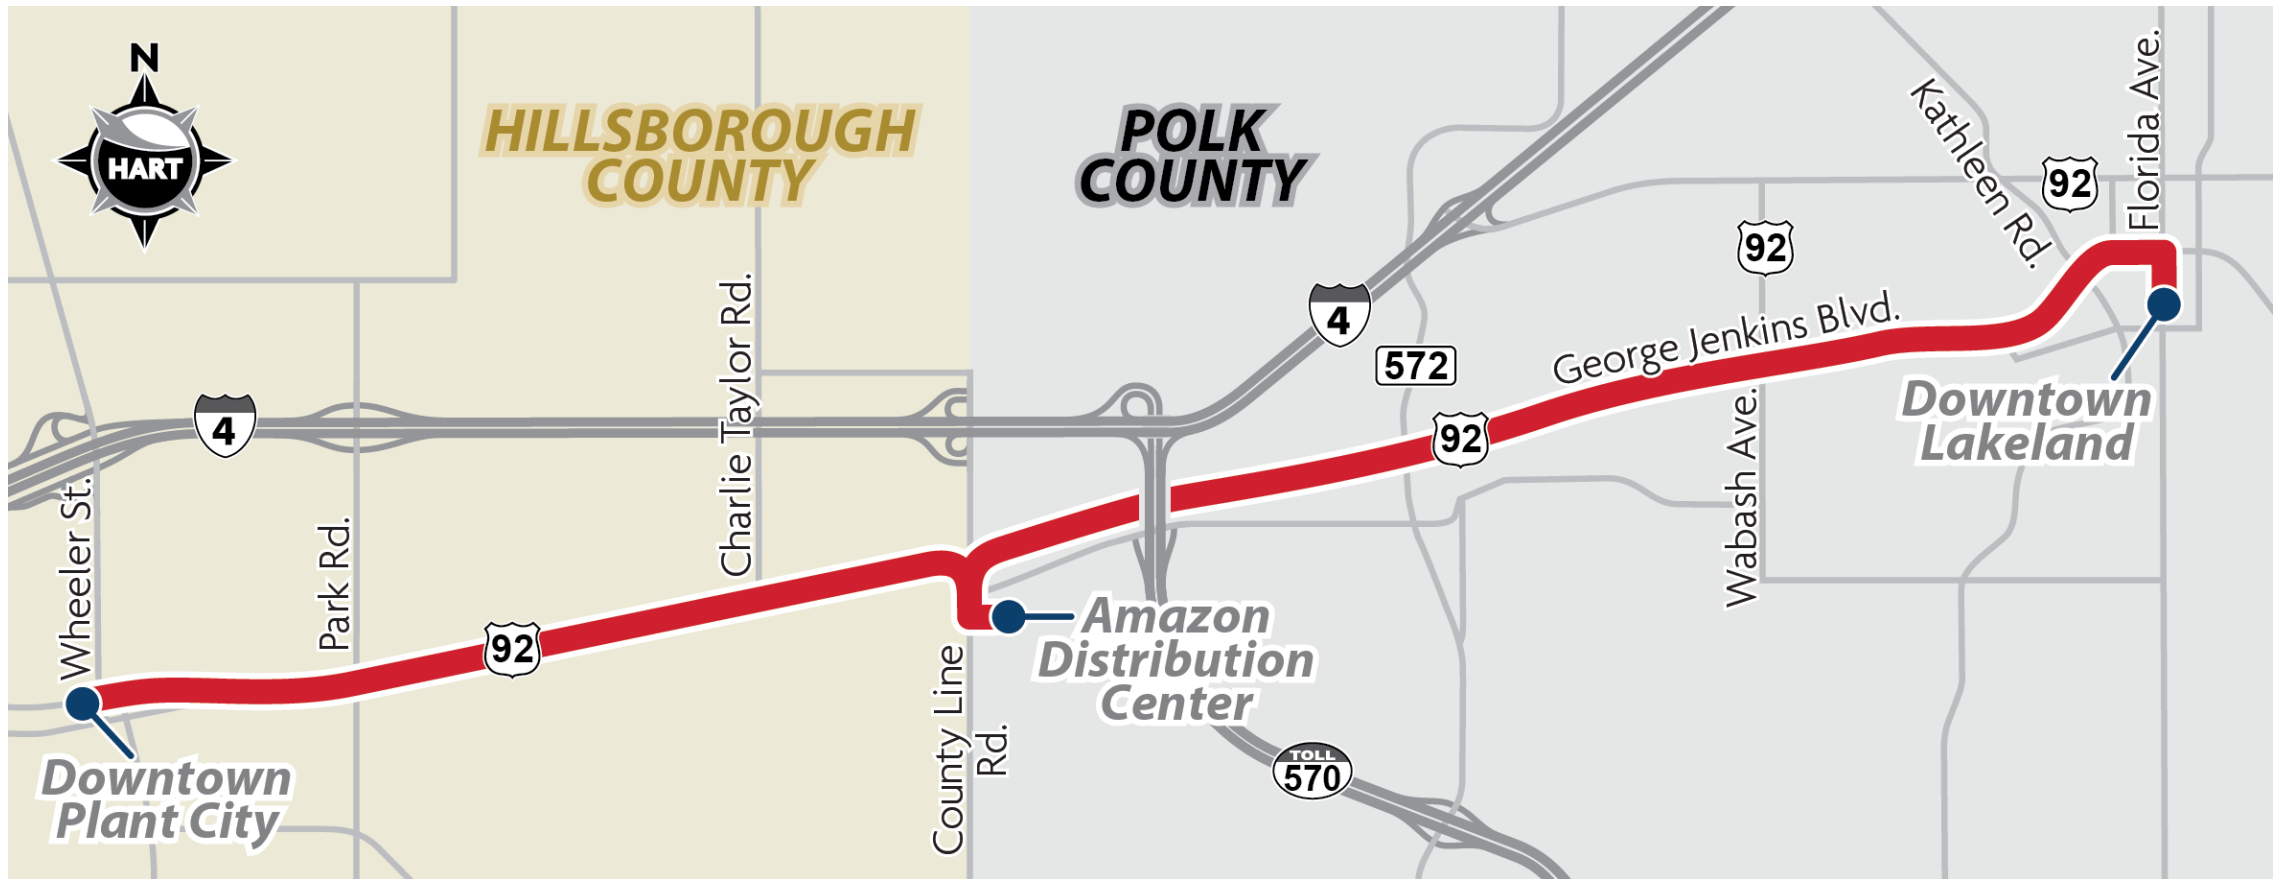 N
HART
HILLSBOROUGH
COUNTY
POLK
COUNTY
Kathleen Rd.
92
Florida Ave.
92
4
572
George Jenkins Blvd.
4
Charlie Taylor Rd.
92
Downtown
Lakeland
Wheeler St.
Park Rd.
Wabash Ave.
92
Amazon
Distribution
Center
County Line
Rd.
TOLL
570
Downtown
Plant City